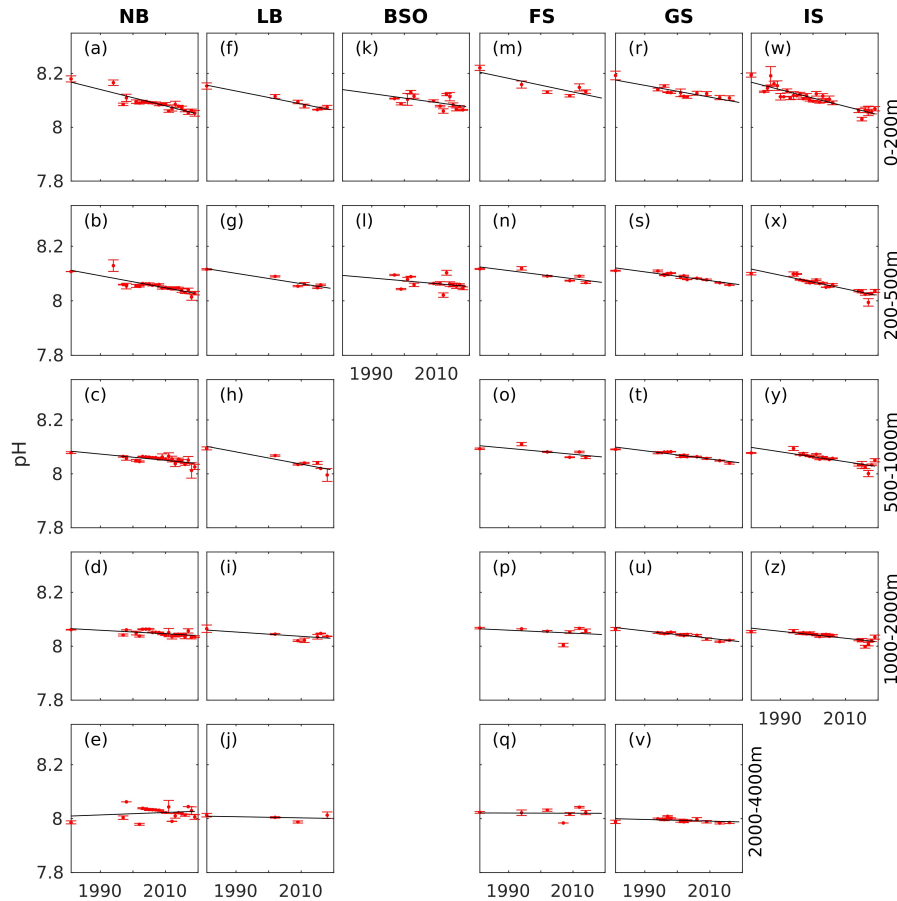 NB LB BSO FS GS IS
(a) (f) (k) (m) (r) (w)
8.2
8
7.8
0-200m
(b) (g) (l) (n) (s) (x)
8.2
8
7.8
200-500m
1990 2010
(c) (h) (o) (t) (y)
8.2
8
7.8
pH
500-1000m
(d) (i) (p) (u) (z)
8.2
8
7.8
1000-2000m
1990 2010
(e) (j) (q) (v)
8.2
8
7.8
2000-4000m
1990 2010 1990 2010 1990 2010 1990 2010